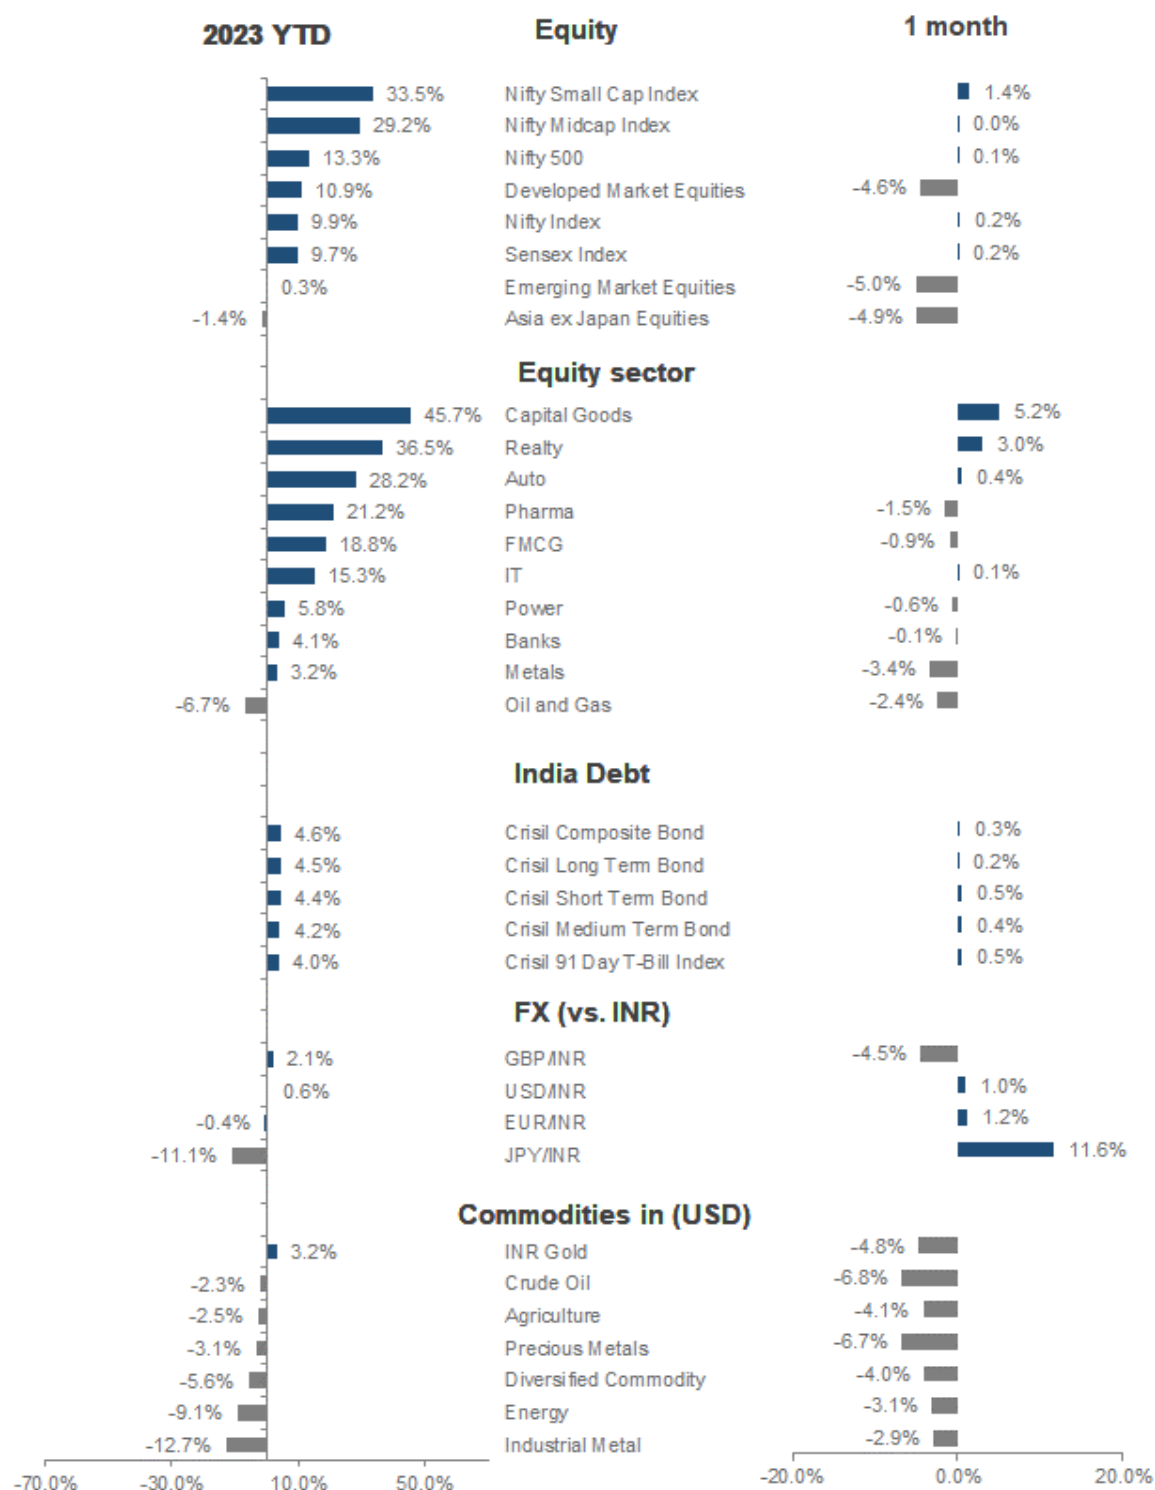 2023 YTD Equity 1 month
33.5% Nifty Small Cap Index 1.4%
29.2% Nifty Midcap Index 0.0%
13.3% Nifty 500 0.1%
10.9% Developed Market Equities -4.6%
9.9% Nifty Index 0.2%
9.7% Sensex Index 0.2%
0.3% Emerging Market Equities -5.0%
-1.4% Asia ex Japan Equities -4.9%
Equity sector
45.7% Capital Goods 5.2%
36.5% Realty 3.0%
28.2% Auto 0.4%
21.2% Pharma -1.5%
18.8% FMCG -0.9%
15.3% IT 0.1%
5.8% Power -0.6%
4.1% Banks -0.1%
3.2% Metals -3.4%
-6.7% Oil and Gas -2.4%
India Debt
4.6% Crisil Composite Bond 0.3%
4.5% Crisil Long Term Bond 0.2%
4.4% Crisil Short Term Bond 0.5%
4.2% Crisil Medium Term Bond 0.4%
4.0% Crisil 91 Day T-Bill Index 0.5%
FX (vs. INR)
2.1% GBP/INR -4.5%
0.6% USD/INR 1.0%
-0.4% EUR/INR 1.2%
-11.1% JPY/INR 11.6%
Commodities in (USD)
3.2% INR Gold -4.8%
-2.3% Crude Oil -6.8%
-2.5% Agriculture -4.1%
-3.1% Precious Metals -6.7%
-5.6% Diversified Commodity -4.0%
-9.1% Energy -3.1%
-12.7% Industrial Metal -2.9%
-70.0% -30.0% 10.0% 50.0% -20.0% 0.0% 20.0%